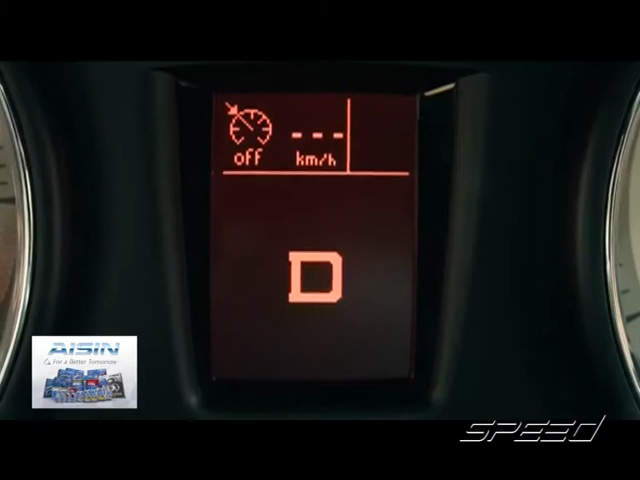 off
--- km/h
D
AISIN
For a Better Tomorrow
SPEED